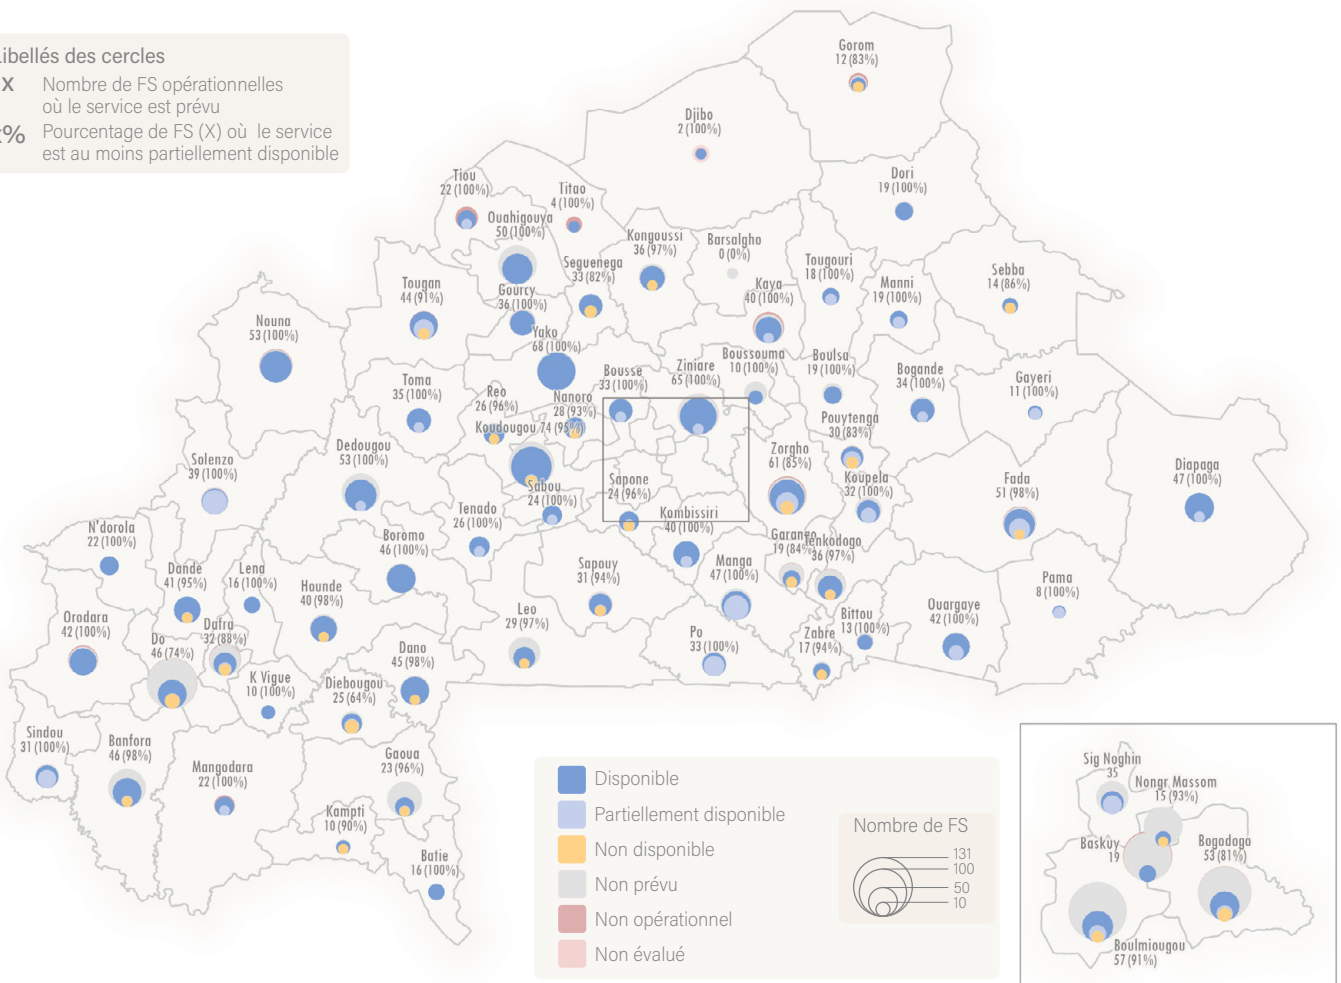 Libellés des cercles
X Nombre de FS opérationnelles
où le service est prévu
% Pourcentage de FS (X) où le service
est au moins partiellement disponible
Gorom
12 (83%)
Djibo
2 (100%)
Dori
19 (100%)
Tiou
22 (100%)
Titao
4 (100%)
Ouahigouya
50 (100%)
Kongoussi
36 (97%)
Barsalgho
0 (0%)
Tougouri
18 (100%)
Sebba
14 (86%)
Seguenega
33 (82%)
Tougan
44 (91%)
Gourcy
36 (100%)
Kaya
40 (100%)
Manni
19 (100%)
Nouna
53 (100%)
Yako
68 (100%)
Boussouma
10 (100%)
Boulsa
19 (100%)
Bogande
34 (100%)
Gayeri
11 (100%)
Toma
35 (100%)
Reo
26 (96%)
Nanoro
28 (93%)
Bousse
33 (100%)
Ziniare
65 (100%)
Pouytenga
30 (83%)
Koudougou 74 (95%)
Dedougou
53 (100%)
Solenzo
39 (100%)
Zorgho
61 (85%)
Koupela
32 (100%)
Fada
51 (98%)
Diapaga
47 (100%)
Sabou
24 (100%)
Sapone
24 (96%)
Tenado
26 (100%)
Kombissiri
40 (100%)
N'dorola
22 (100%)
Boromo
46 (100%)
Garango
19 (84%)
Tenkodogo
36 (97%)
Dande
41 (95%)
Lena
16 (100%)
Hounde
40 (98%)
Sapouy
31 (94%)
Manga
47 (100%)
Pama
8 (100%)
Orodara
42 (100%)
Dafra
32 (88%)
Do
46 (74%)
Leo
29 (97%)
Bittou
13 (100%)
Ouargaye
42 (100%)
Po
33 (100%)
Zabre
17 (94%)
Dano
45 (98%)
K Vigue
10 (100%)
Diebougou
25 (64%)
Sindou
31 (100%)
Banfora
46 (98%)
Mangodara
22 (100%)
Gaoua
23 (96%)
Kampti
10 (90%)
Batie
16 (100%)
Disponible
Partiellement disponible
Non disponible
Non prévu
Non opérationnel
Non évalué
Nombre de FS
131
100
50
10
Sig Noghin
35
Nongr Massom
15 (93%)
Baskuy
19
Bogodogo
53 (81%)
Boulmiougou
57 (91%)